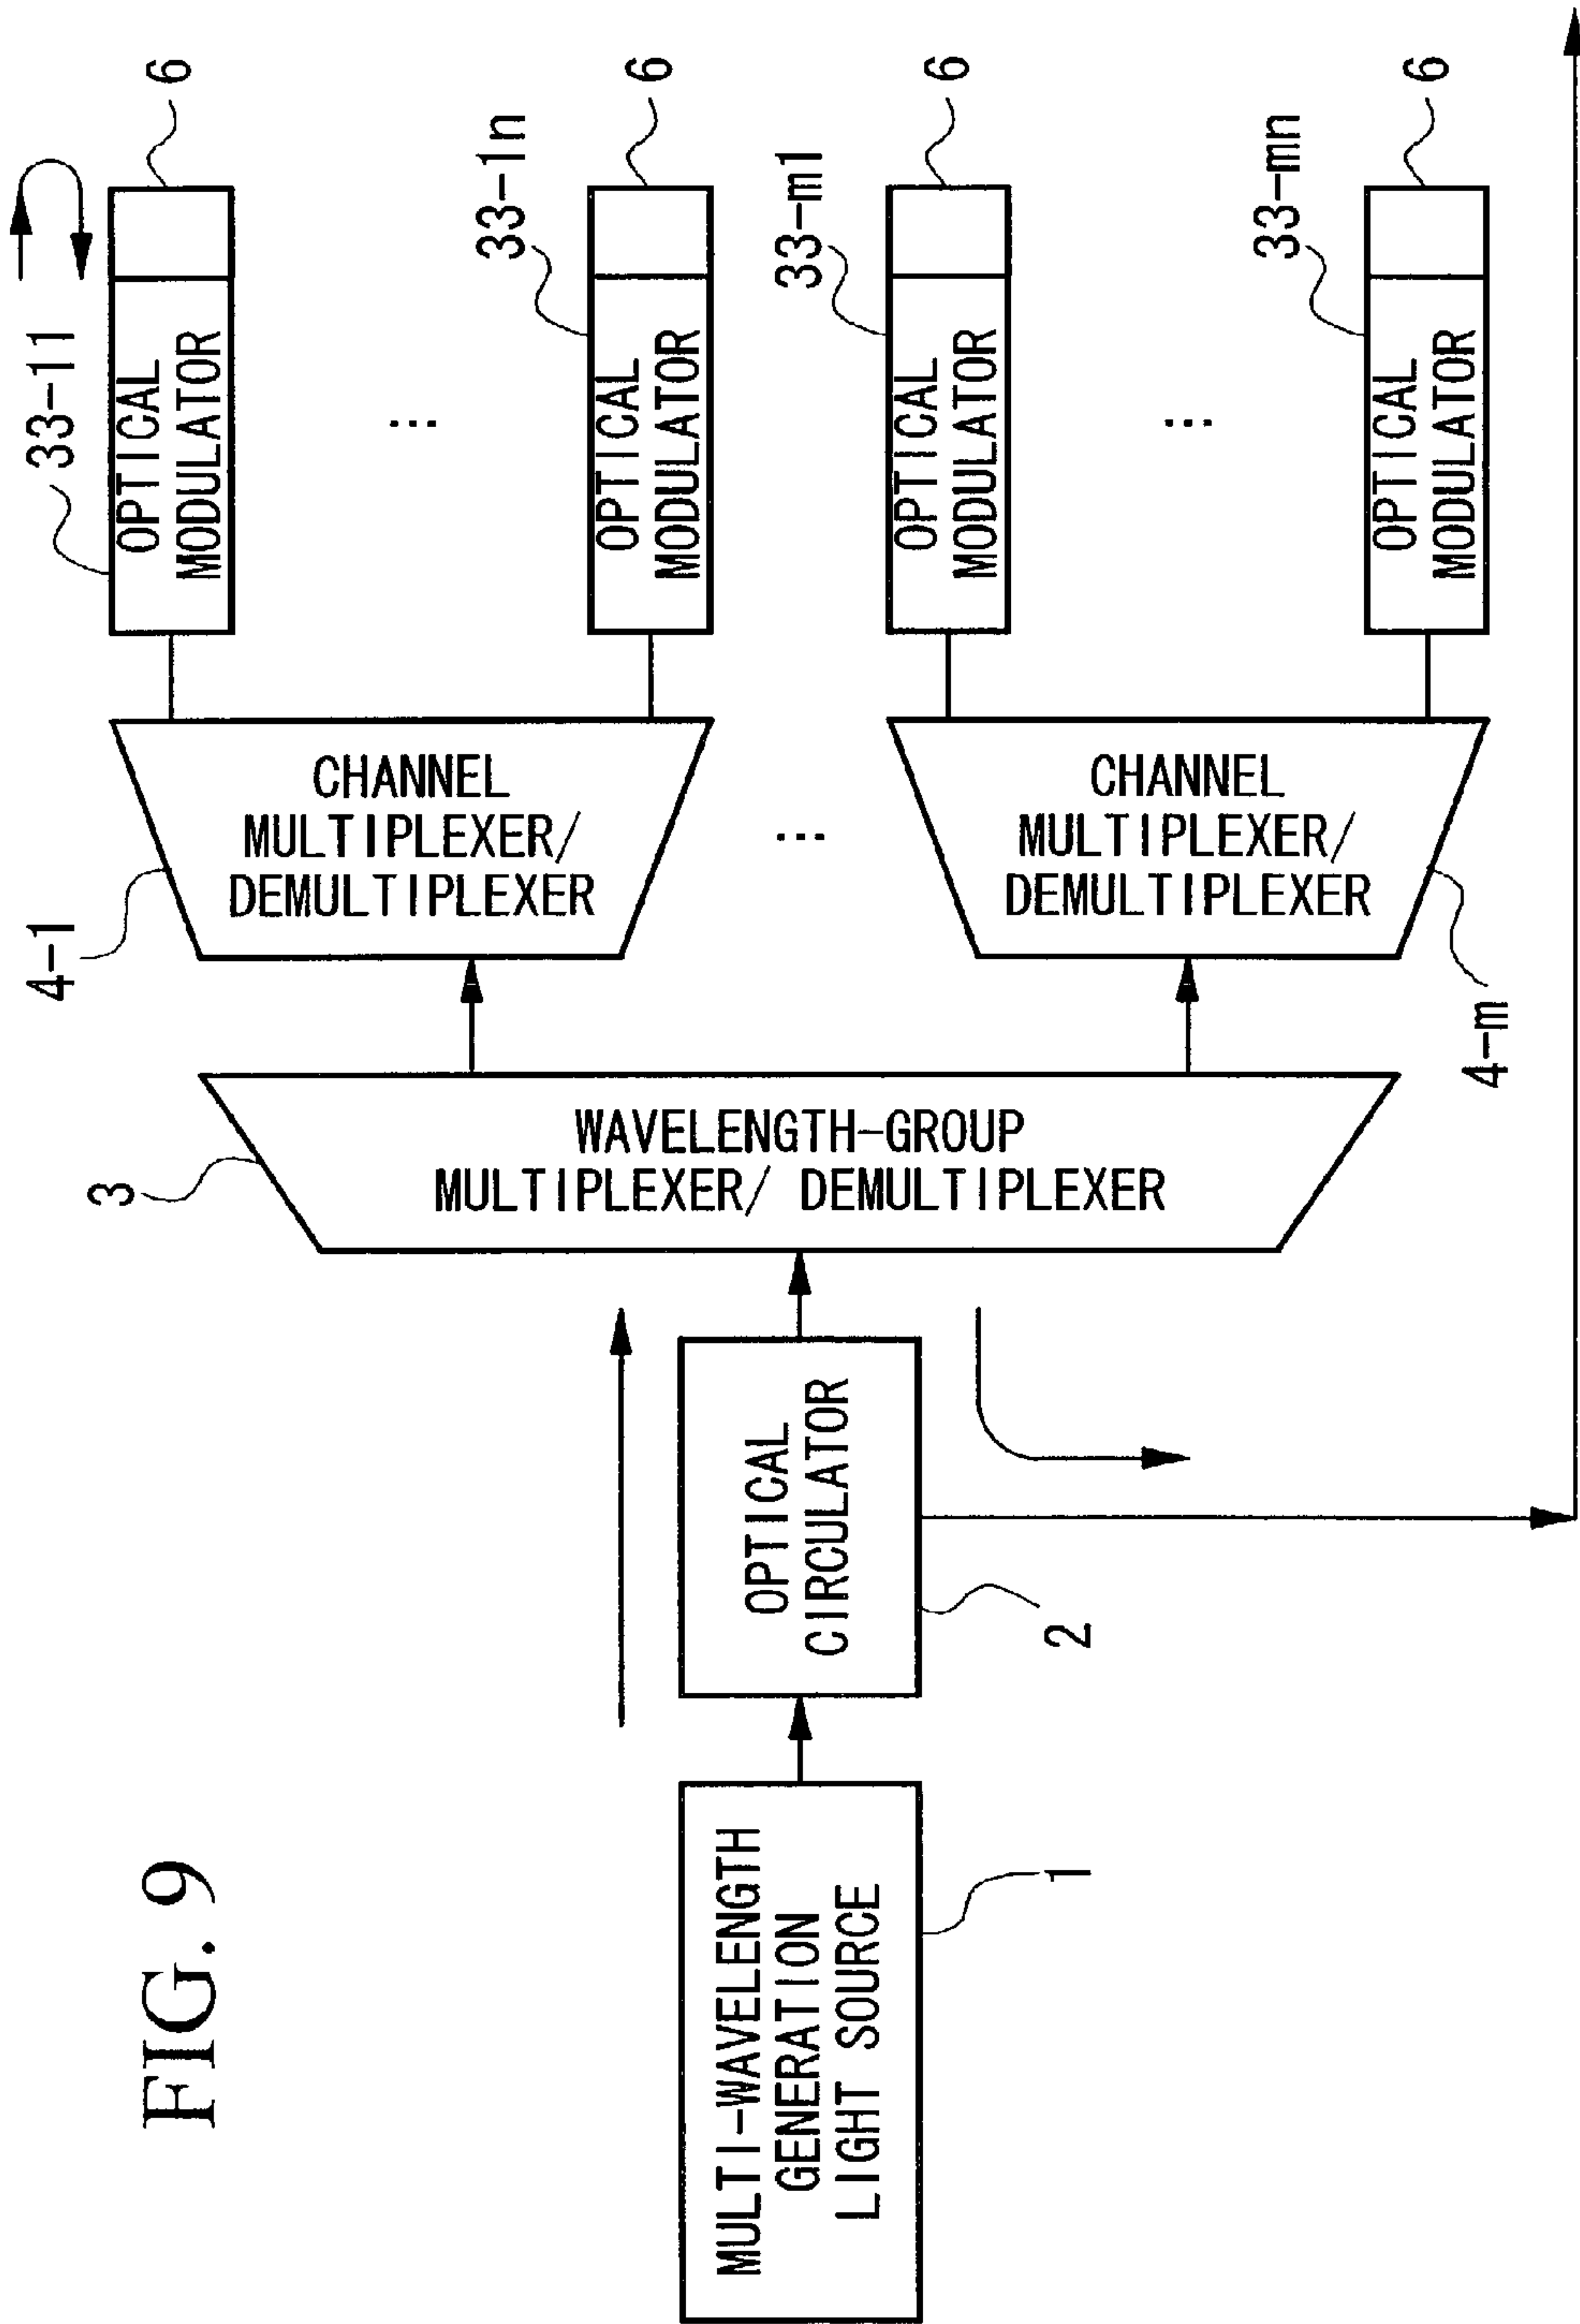 FIG. 9
33-11
OPTICAL
MODULATOR
6
33-1n
OPTICAL
MODULATOR
6
33-m1
OPTICAL
MODULATOR
6
33-mn
OPTICAL
MODULATOR
6
...
...
4-1
CHANNEL
MULTIPLEXER/
DEMULTIPLEXER
...
CHANNEL
MULTIPLEXER/
DEMULTIPLEXER
4-m
3
WAVELENGTH-GROUP
MULTIPLEXER/ DEMULTIPLEXER
OPTICAL
CIRCULATOR
2
MULTI-WAVELENGTH
GENERATION
LIGHT SOURCE
1